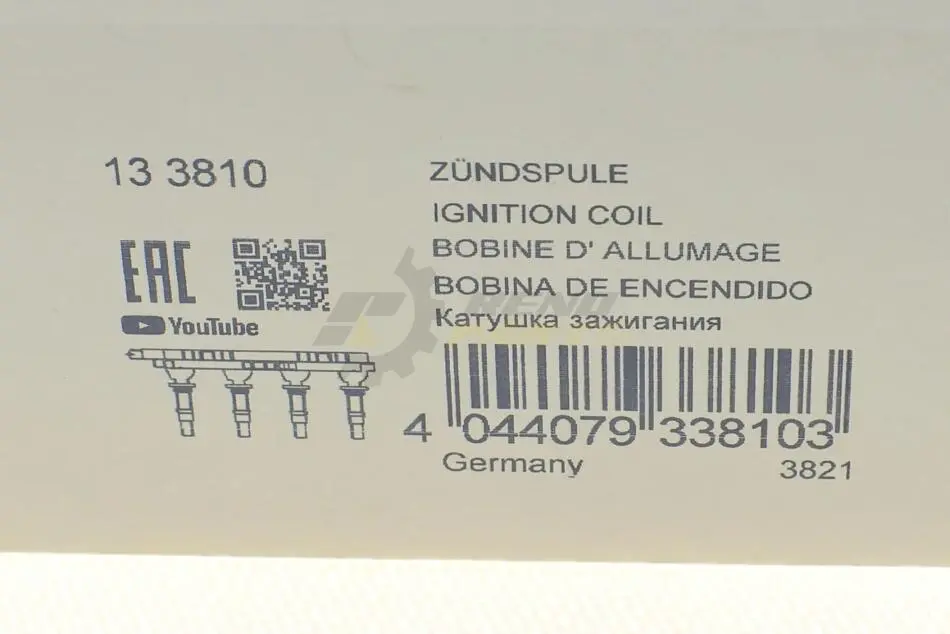 13 3810
ZÜNDSPULE
IGNITION COIL
BOBINE D' ALLUMAGE
BOBINA DE ENCENDIDO
Катушка зажигания
EAC
YouTube
4 044079 338103
Germany
3821